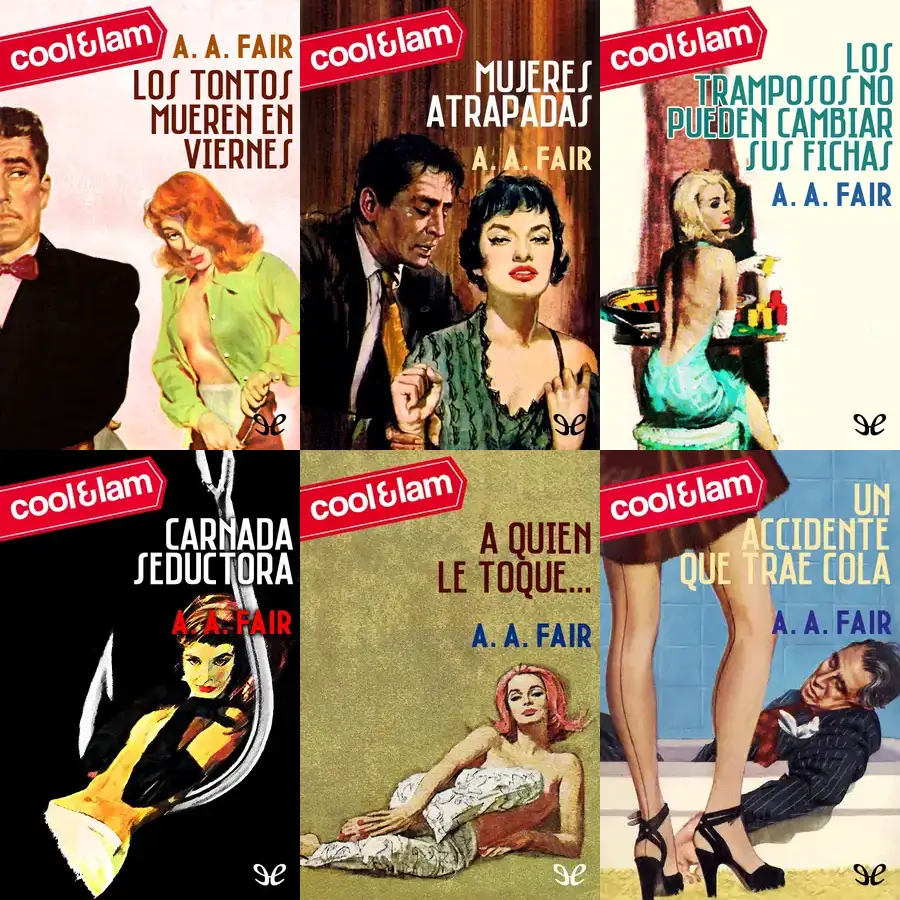 cool&lam
A. A. FAIR
LOS TONTOS
MUEREN EN
VIERNES
cool&lam
MUJERES
ATRAPADAS
A. A. FAIR
cool&lam
LOS
TRAMPOSOS NO
PUEDEN CAMBIAR
SUS FICHAS
A. A. FAIR
cool&lam
CARNADA
SEDUCTORA
A. A. FAIR
cool&lam
A QUIEN
LE TOQUE...
A. A. FAIR
cool&lam
UN
ACCIDENTE
QUE TRAE COLA
A. A. FAIR